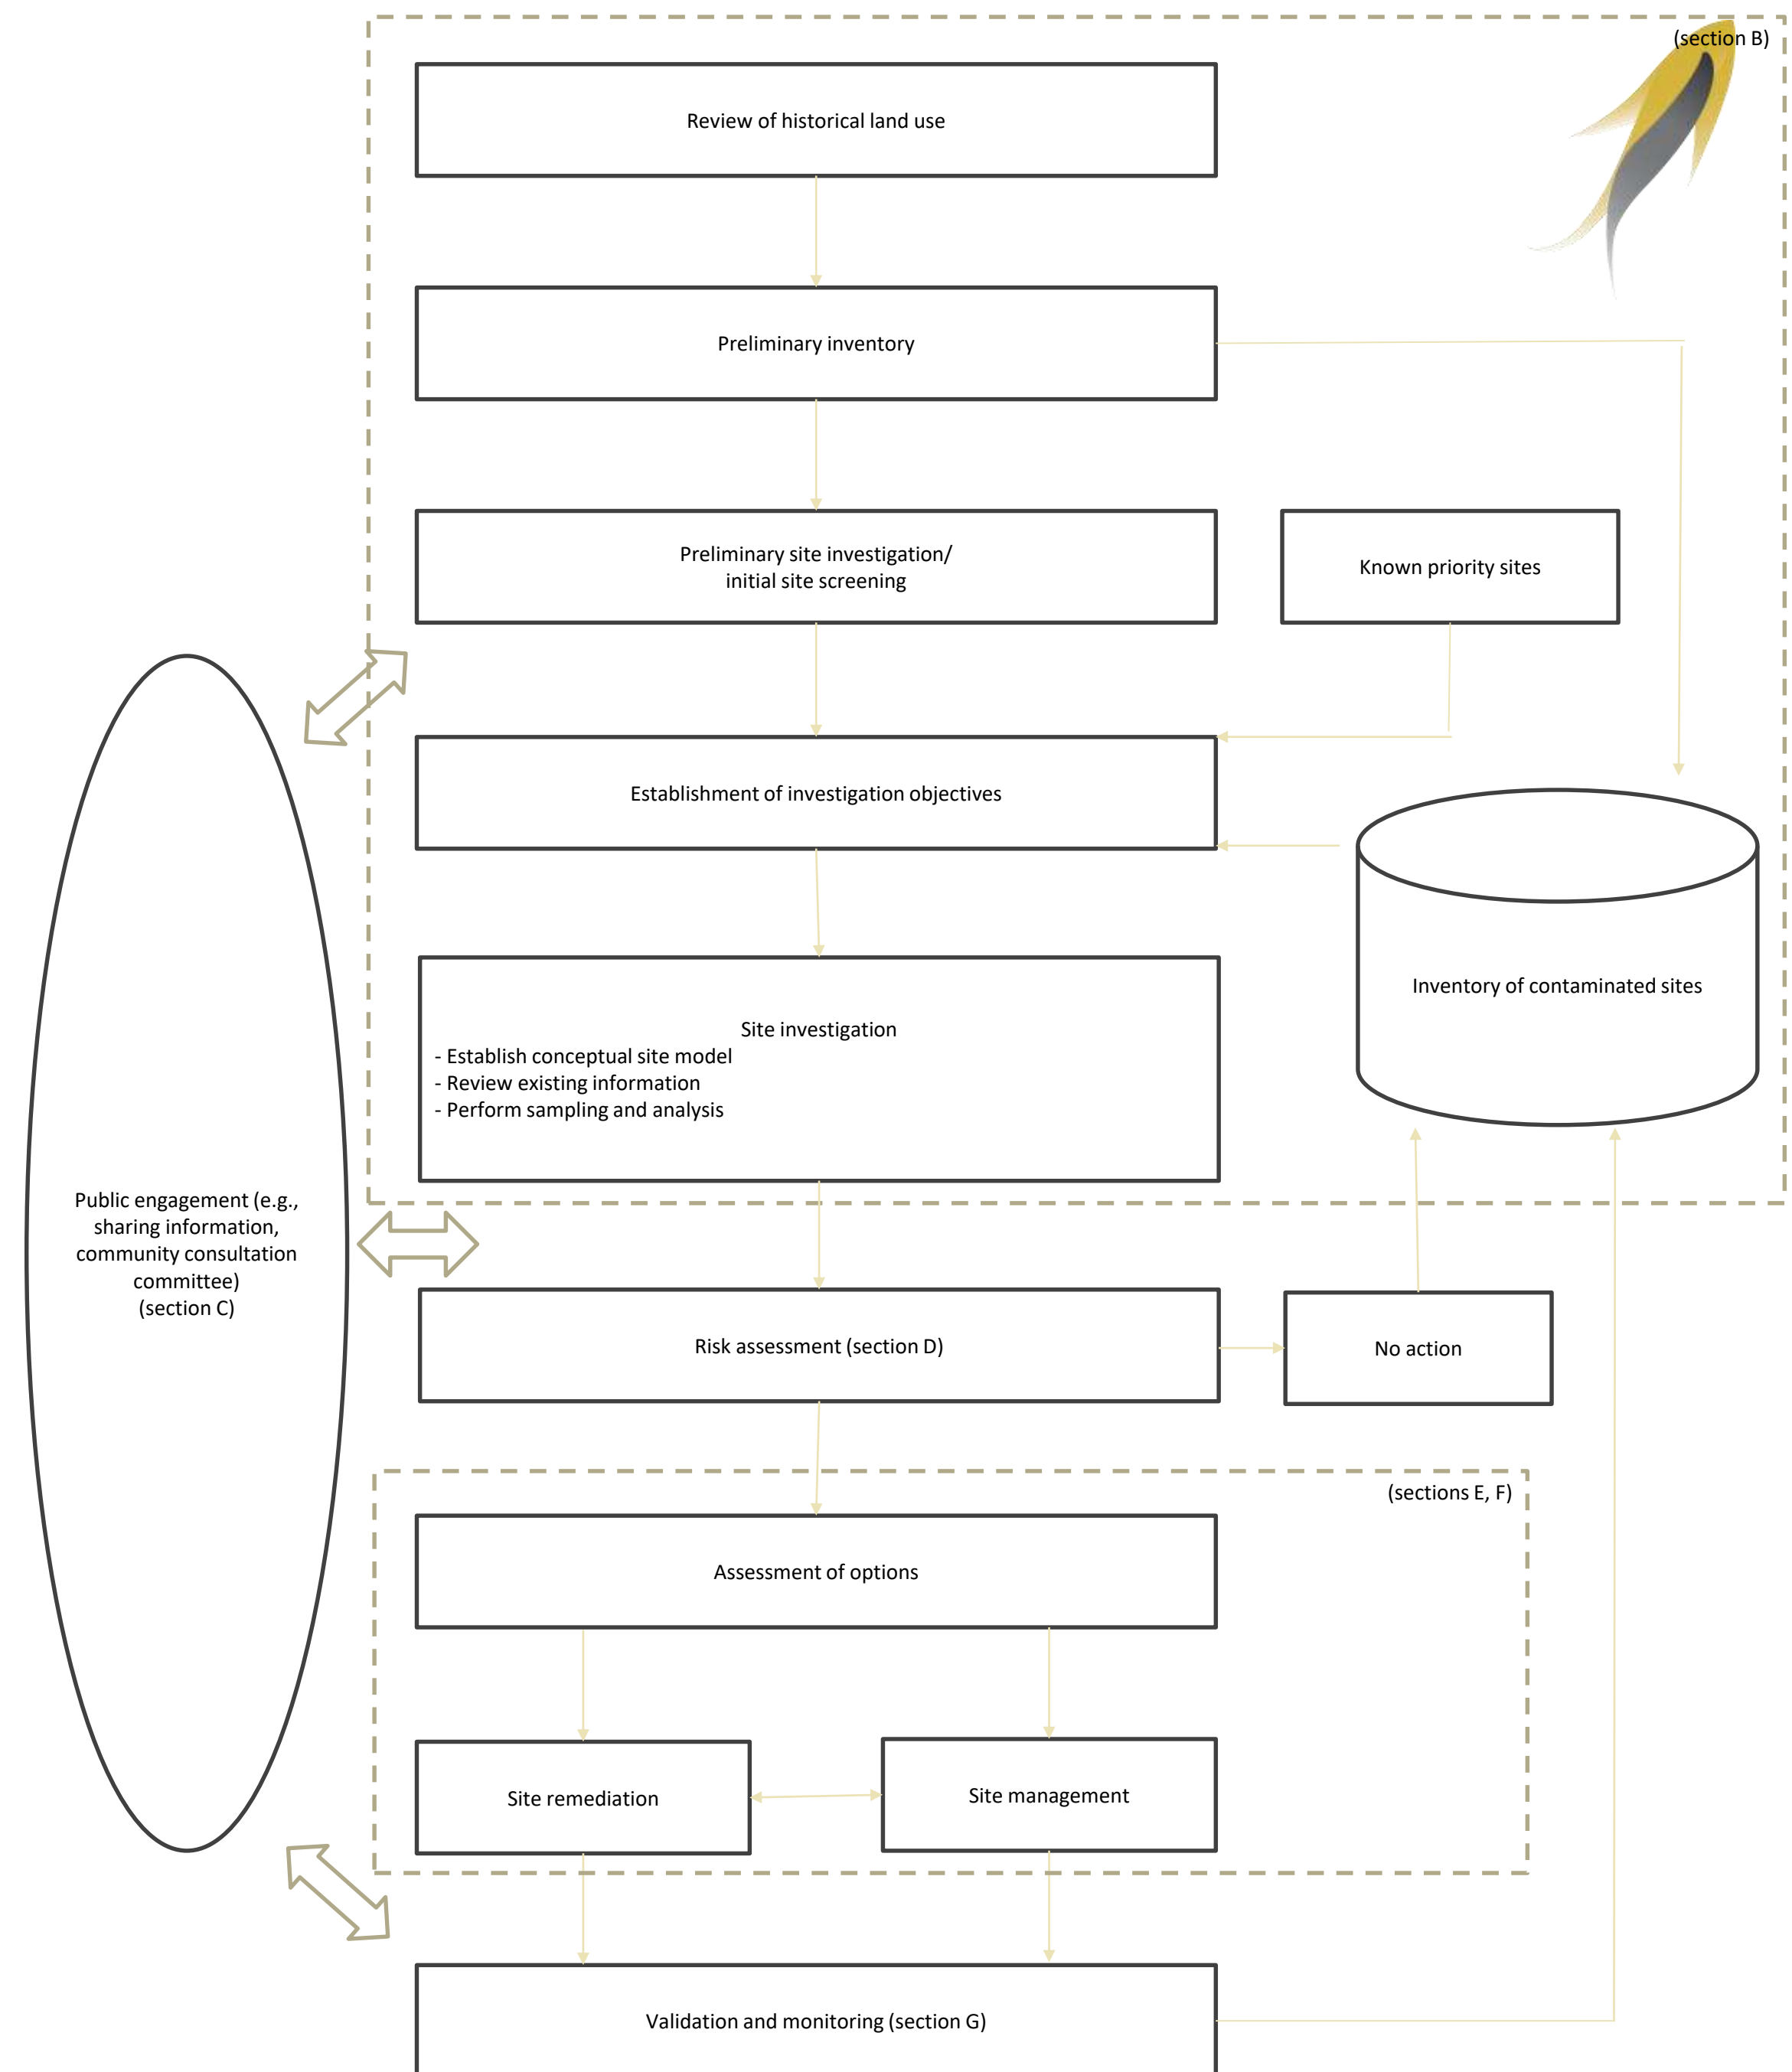 (section B)
Review of historical land use
Preliminary inventory
Preliminary site investigation/
initial site screening
Known priority sites
Establishment of investigation objectives
Inventory of contaminated sites
Site investigation
- Establish conceptual site model
- Review existing information
- Perform sampling and analysis
Public engagement (e.g.,
sharing information,
community consultation
committee)
(section C)
Risk assessment (section D)
No action
(sections E, F)
Assessment of options
Site remediation
Site management
Validation and monitoring (section G)